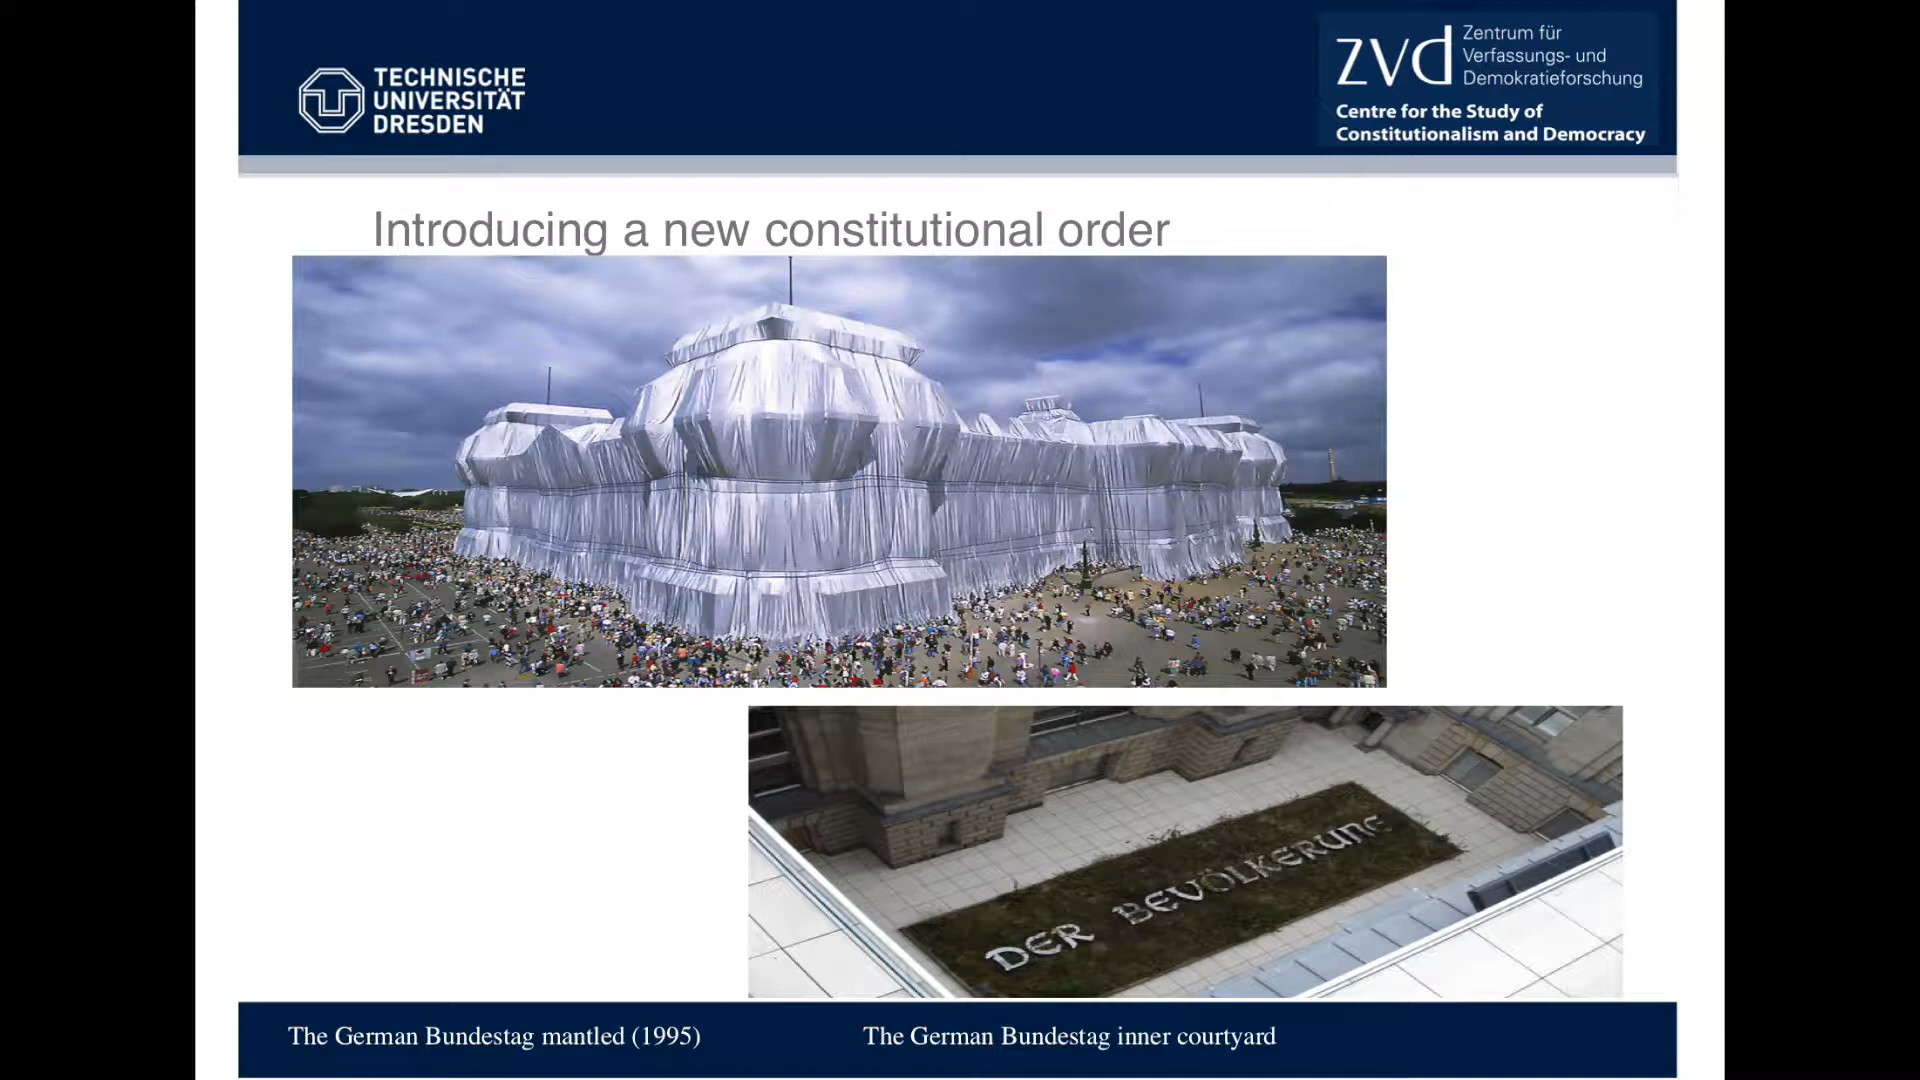 TECHNISCHE
UNIVERSITÄT
DRESDEN
zvd
Zentrum für
Verfassungs- und
Demokratieforschung
Centre for the Study of
Constitutionalism and Democracy
Introducing a new constitutional order
DER BEVÖLKERUNG
The German Bundestag mantled (1995)
The German Bundestag inner courtyard